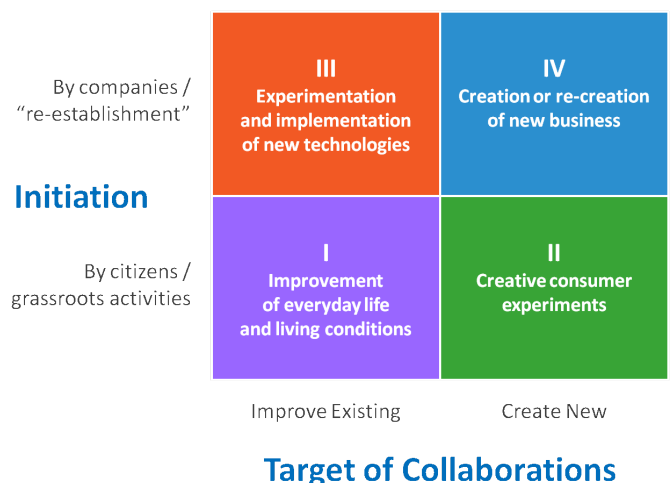 By companies /
"re-establishment"
III
Experimentation
and implementation
of new technologies
IV
Creation or re-creation
of new business
Initiation
By citizens /
grassroots activities
I
Improvement
of everyday life
and living conditions
II
Creative consumer
experiments
Improve Existing
Create New
Target of Collaborations